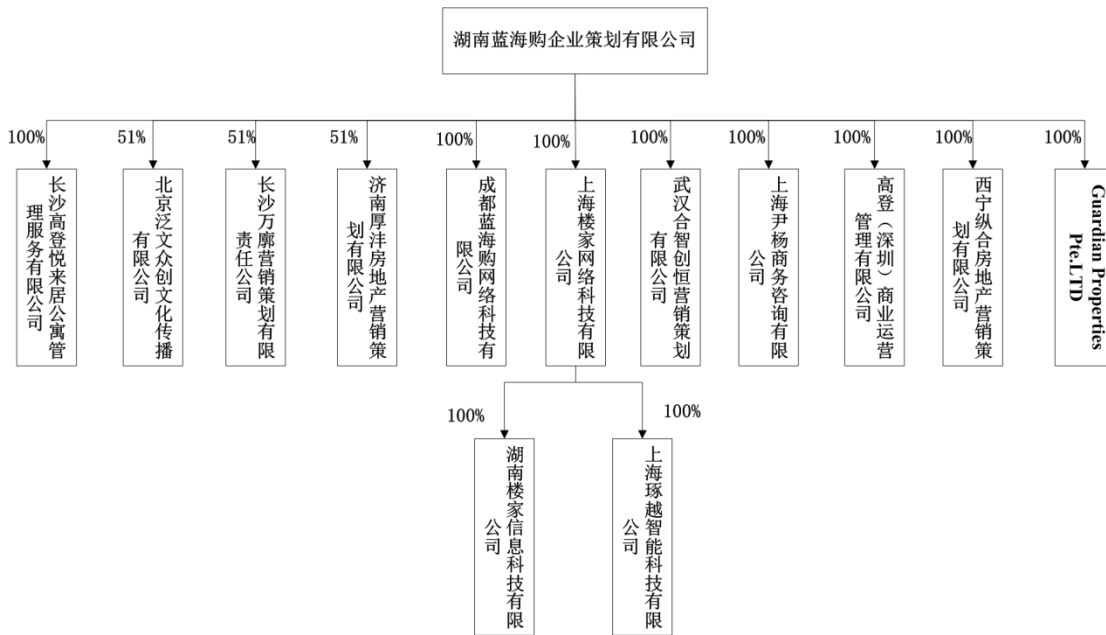 湖南蓝海购企业策划有限公司
100%
51%
51%
51%
100%
100%
100%
100%
100%
100%
100%
长沙高登悦来居公寓管
理服务有限公司
北京泛文众创文化传播
有限公司
长沙万廓营销策划有限
责任公司
济南厚沣房地产营销策
划有限公司
成都蓝海购网络科技有
限公司
上海楼家网络科技有限
公司
武汉合智创恒营销策划
有限公司
上海尹杨商务咨询有限
公司
高登（深圳）商业运营
管理有限公司
西宁纵合房地产营销策
划有限公司
Guardian Properties
Pte.LTD
100%
100%
湖南楼家信息科技有限
公司
上海琢越智能科技有限
公司